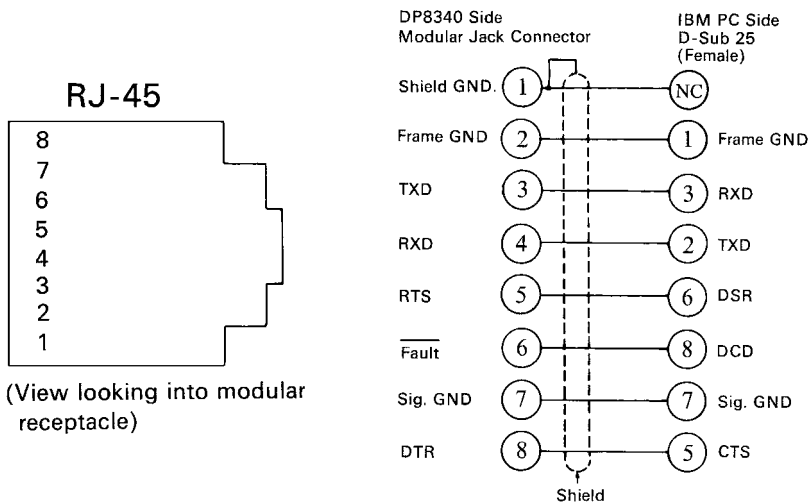 RJ-45
8
7
6
5
4
3
2
1
(View looking into modular
receptacle)
DP8340 Side
Modular Jack Connector
IBM PC Side
D-Sub 25
(Female)
Shield GND. 1 NC
Frame GND 2 1 Frame GND
TXD 3 3 RXD
RXD 4 2 TXD
RTS 5 6 DSR
Fault 6 8 DCD
Sig. GND 7 7 Sig. GND
DTR 8 5 CTS
Shield